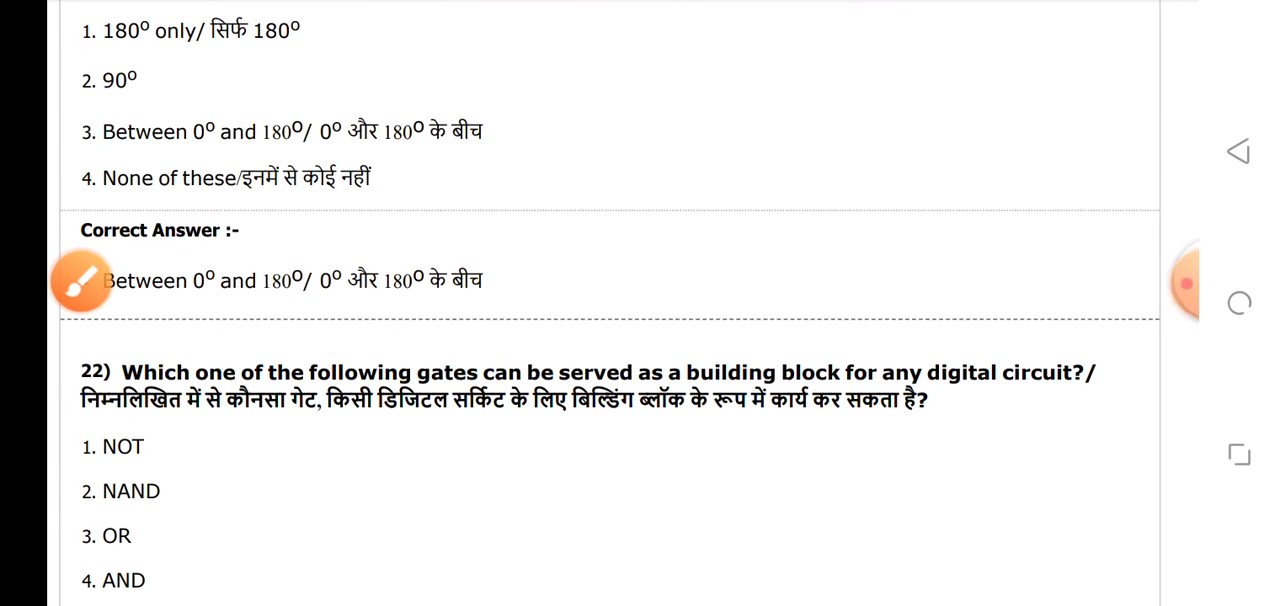 1. 180⁰ only/ सिर्फ 180⁰
2. 90⁰
3. Between 0⁰ and 180⁰/ 0⁰ और 180⁰ के बीच
4. None of these/इनमें से कोई नहीं
Correct Answer :-
Between 0⁰ and 180⁰/ 0⁰ और 180⁰ के बीच
22) Which one of the following gates can be served as a building block for any digital circuit?/
निम्नलिखित में से कौनसा गेट, किसी डिजिटल सर्किट के लिए बिल्डिंग ब्लॉक के रूप में कार्य कर सकता है?
1. NOT
2. NAND
3. OR
4. AND